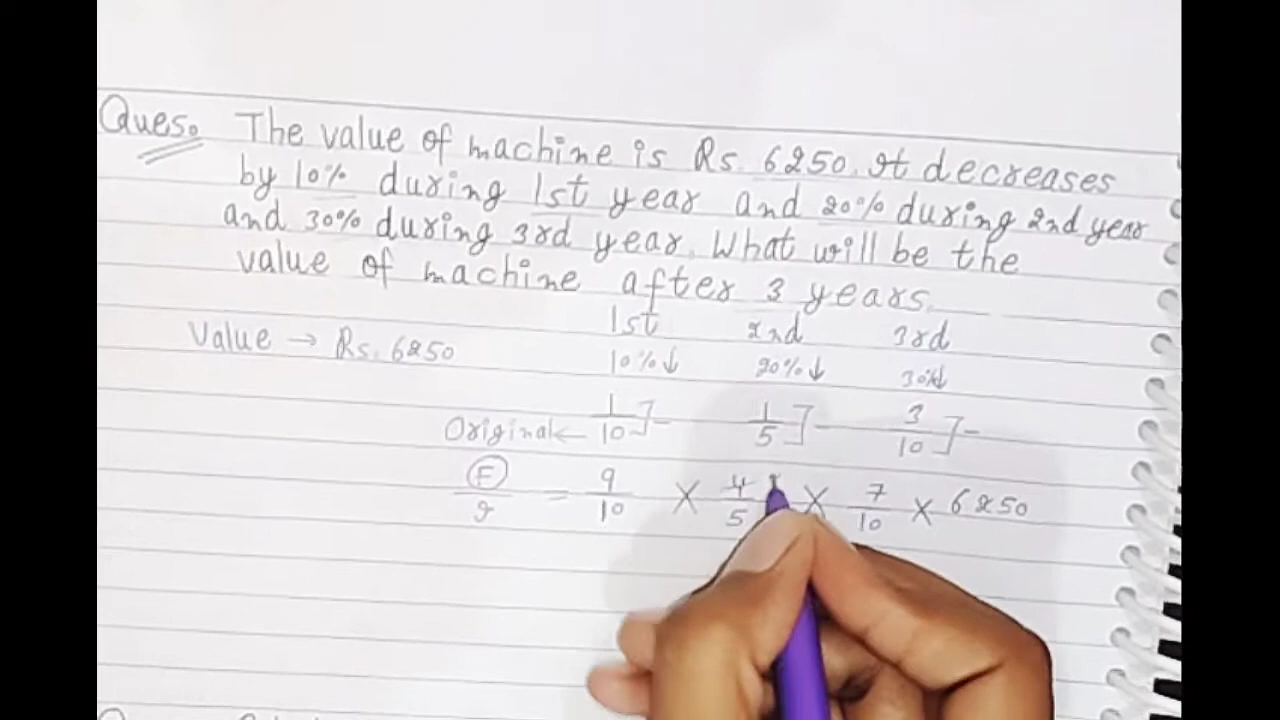 Ques. The value of machine is Rs. 6250. It decreases
by 10% during 1st year and 20% during 2nd year
and 30% during 3rd year. What will be the
value of machine after 3 years.
1st 2nd 3rd
Value → Rs. 6250 10%↓ 20%↓ 30%↓
Original ← 1/10 ]- 1/5 ]- 3/10 ]-
F/I = 9/10 × 4/5 × 7/10 × 6250